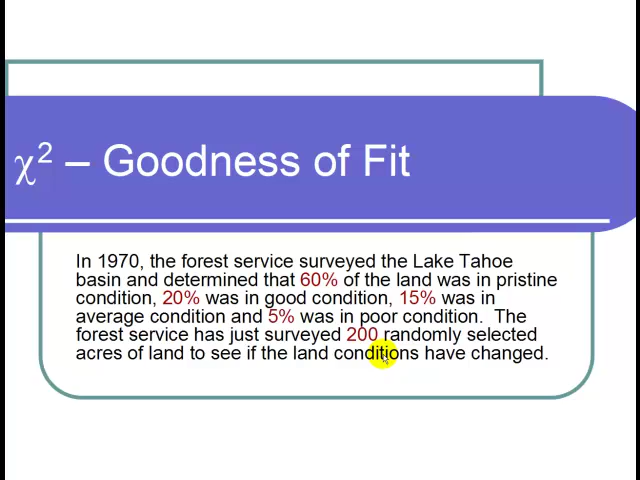 χ² – Goodness of Fit
In 1970, the forest service surveyed the Lake Tahoe
basin and determined that 60% of the land was in pristine
condition, 20% was in good condition, 15% was in
average condition and 5% was in poor condition.  The
forest service has just surveyed 200 randomly selected
acres of land to see if the land conditions have changed.